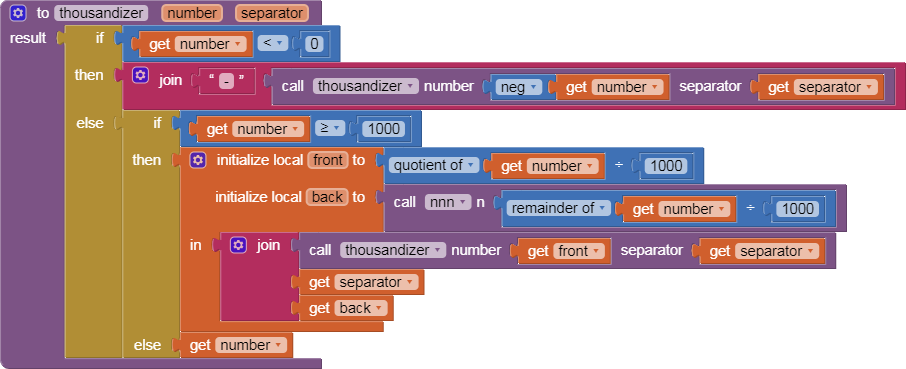 to thousandizer number separator
result if get number < 0
then join “ - ” call thousandizer number neg get number separator get separator
else if get number ≥ 1000
then initialize local front to quotient of get number ÷ 1000
initialize local back to call nnn n remainder of get number ÷ 1000
in join call thousandizer number get front separator get separator
get separator
get back
else get number